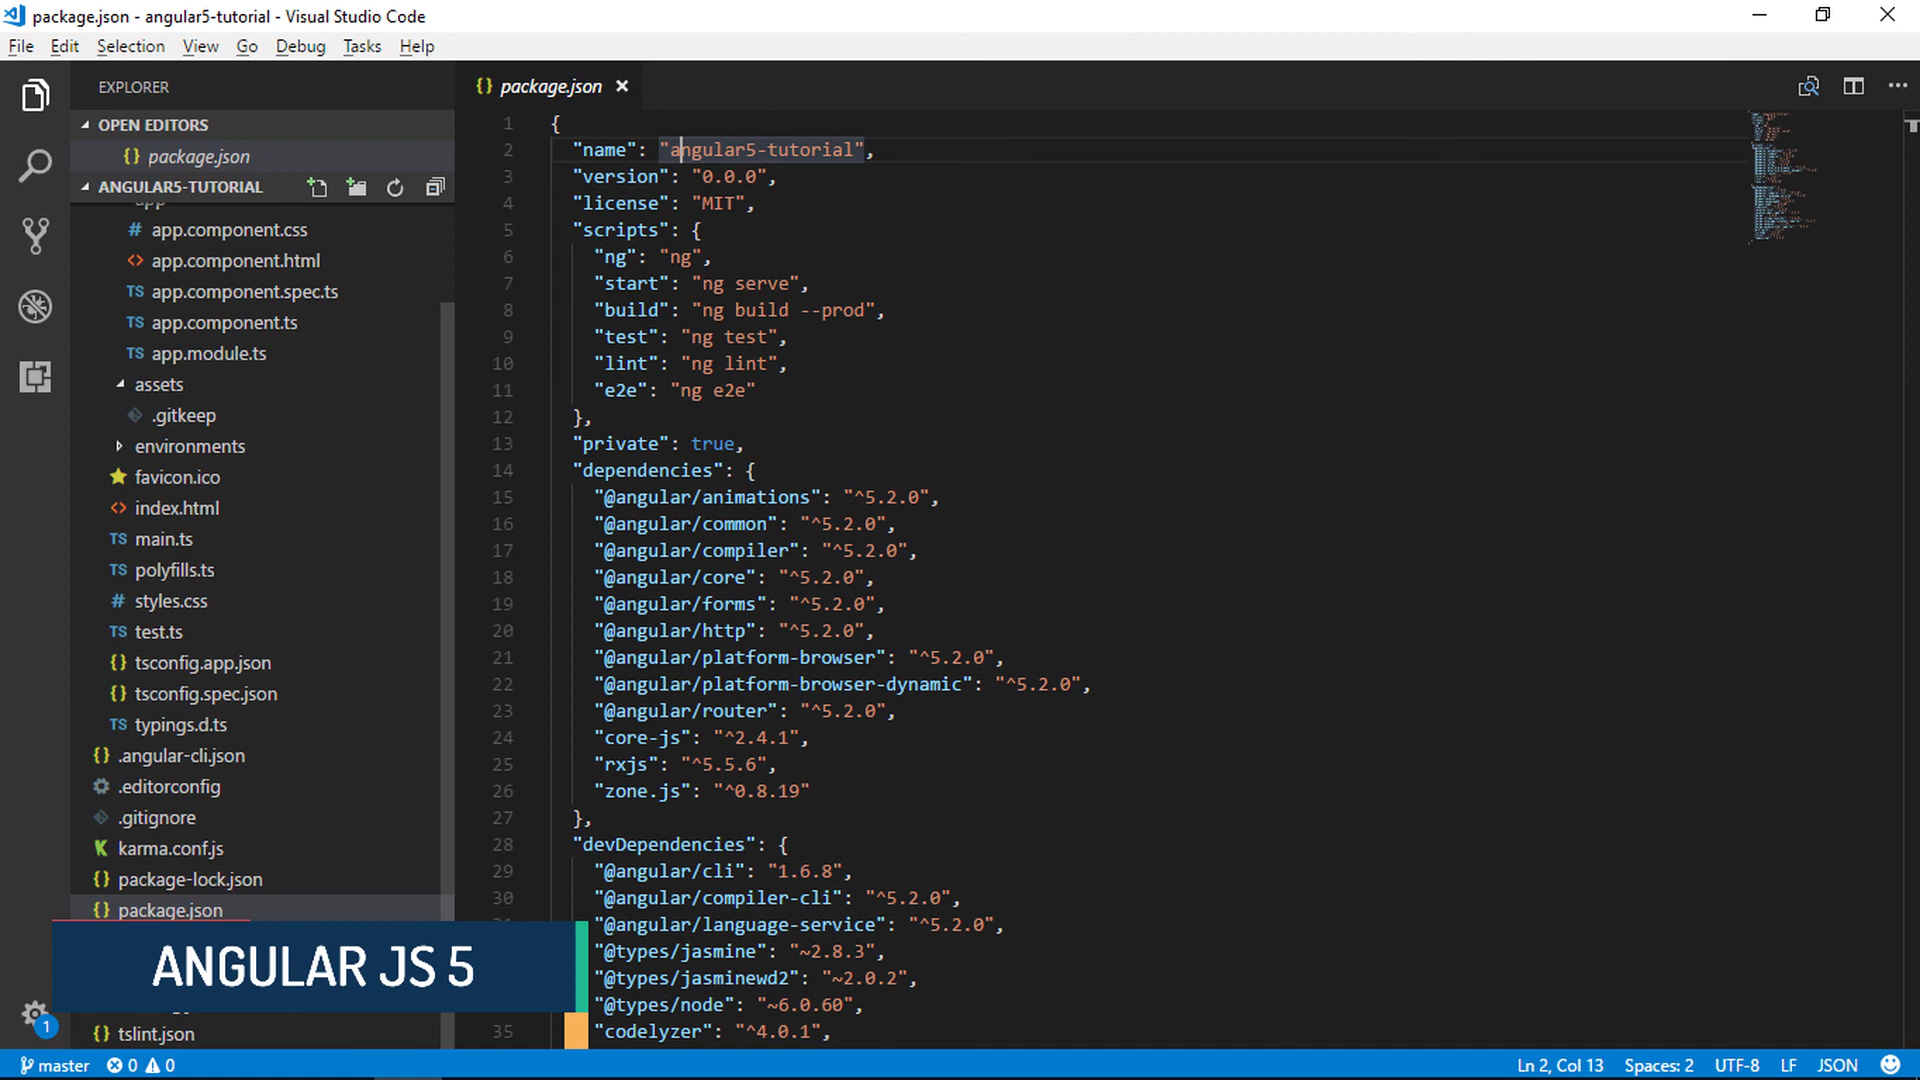 package.json - angular5-tutorial - Visual Studio Code
File Edit Selection View Go Debug Tasks Help
EXPLORER
OPEN EDITORS
{} package.json
ANGULAR5-TUTORIAL
app
# app.component.css
<> app.component.html
TS app.component.spec.ts
TS app.component.ts
TS app.module.ts
assets
.gitkeep
environments
favicon.ico
<> index.html
TS main.ts
TS polyfills.ts
# styles.css
TS test.ts
{} tsconfig.app.json
{} tsconfig.spec.json
TS typings.d.ts
{} .angular-cli.json
.editorconfig
.gitignore
K karma.conf.js
{} package-lock.json
{} package.json
{} tslint.json
1
{} package.json
1 {
2 "name": "angular5-tutorial",
3 "version": "0.0.0",
4 "license": "MIT",
5 "scripts": {
6 "ng": "ng",
7 "start": "ng serve",
8 "build": "ng build --prod",
9 "test": "ng test",
10 "lint": "ng lint",
11 "e2e": "ng e2e"
12 },
13 "private": true,
14 "dependencies": {
15 "@angular/animations": "^5.2.0",
16 "@angular/common": "^5.2.0",
17 "@angular/compiler": "^5.2.0",
18 "@angular/core": "^5.2.0",
19 "@angular/forms": "^5.2.0",
20 "@angular/http": "^5.2.0",
21 "@angular/platform-browser": "^5.2.0",
22 "@angular/platform-browser-dynamic": "^5.2.0",
23 "@angular/router": "^5.2.0",
24 "core-js": "^2.4.1",
25 "rxjs": "^5.5.6",
26 "zone.js": "^0.8.19"
27 },
28 "devDependencies": {
29 "@angular/cli": "1.6.8",
30 "@angular/compiler-cli": "^5.2.0",
"@angular/language-service": "^5.2.0",
"@types/jasmine": "~2.8.3",
"@types/jasminewd2": "~2.0.2",
"@types/node": "~6.0.60",
35 "codelyzer": "^4.0.1",
ANGULAR JS 5
master 0 0
Ln 2, Col 13 Spaces: 2 UTF-8 LF JSON